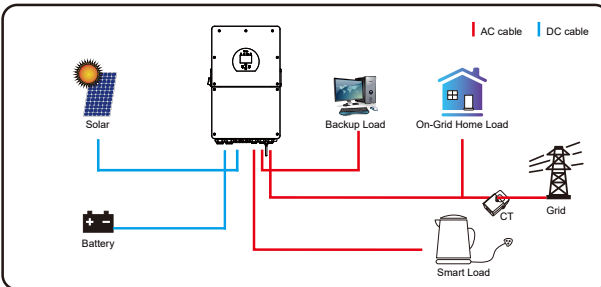 AC cable
DC cable
Solar
Backup Load
On-Grid Home Load
CT
Grid
Battery
Smart Load